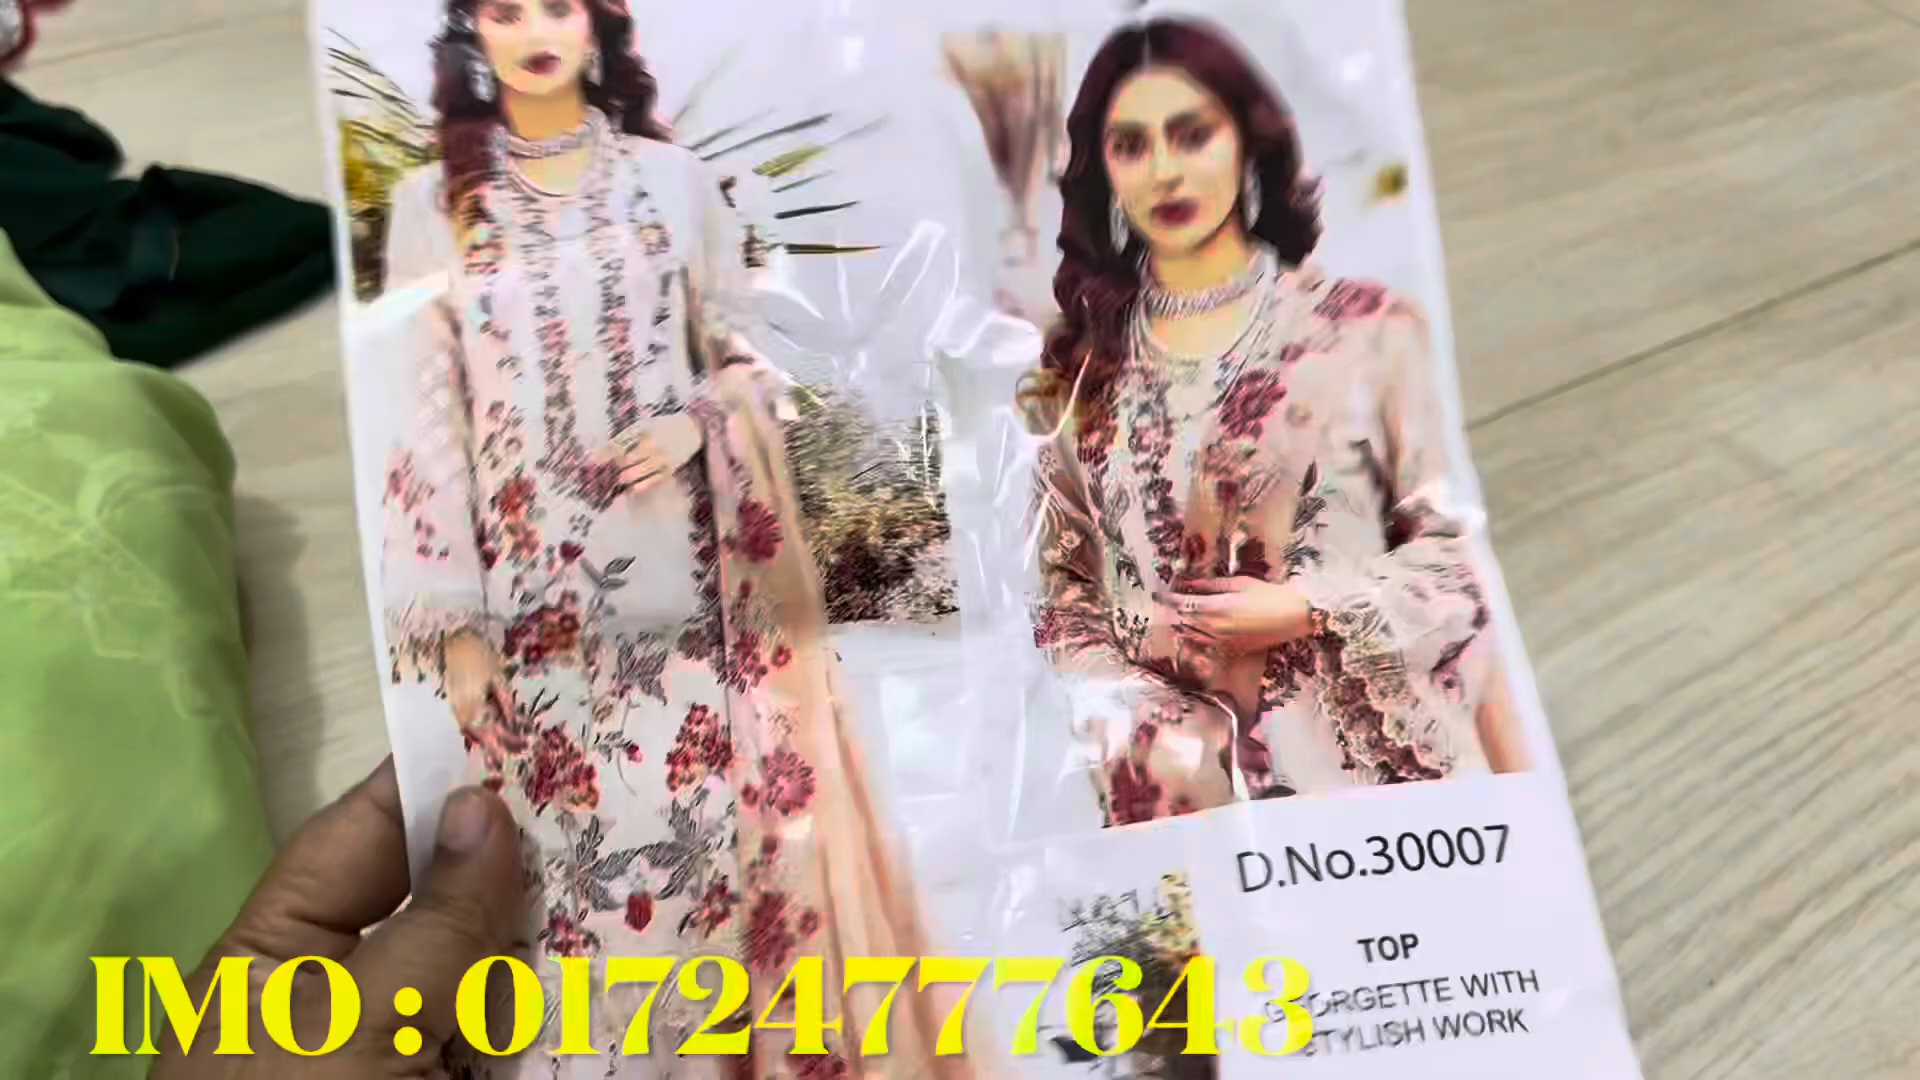 D.No.30007
TOP
GEORGETTE WITH
STYLISH WORK
IMO : 01724777643